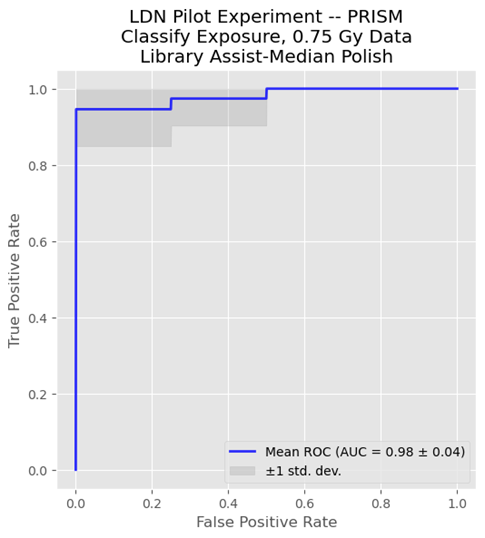 LDN Pilot Experiment -- PRISM
Classify Exposure, 0.75 Gy Data
Library Assist-Median Polish
1.0
0.8
0.6
0.4
0.2
0.0
True Positive Rate
Mean ROC (AUC = 0.98 ± 0.04)
±1 std. dev.
0.0 0.2 0.4 0.6 0.8 1.0
False Positive Rate